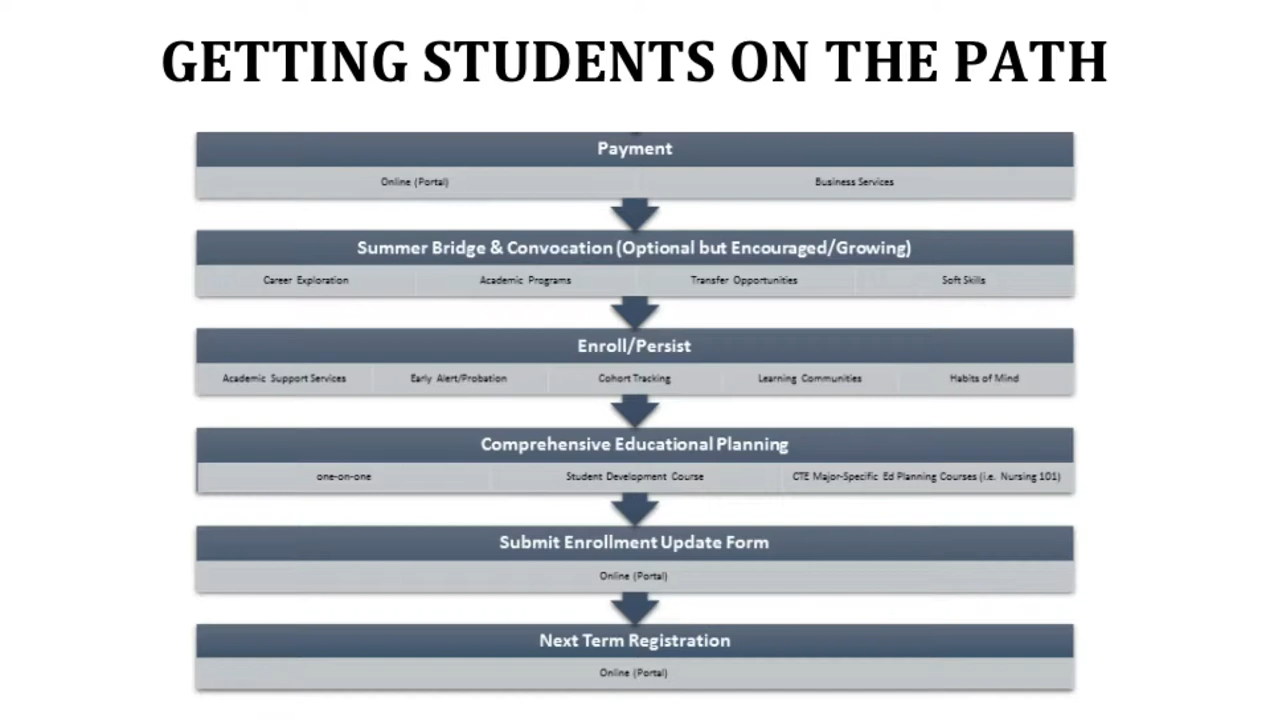 GETTING STUDENTS ON THE PATH
Payment
Online (Portal) Business Services
Summer Bridge & Convocation (Optional but Encouraged/Growing)
Career Exploration Academic Programs Transfer Opportunities Soft Skills
Enroll/Persist
Academic Support Services Early Alert/Probation Cohort Tracking Learning Communities Habits of Mind
Comprehensive Educational Planning
one-on-one Student Development Course CTE Major-Specific Ed Planning Courses (i.e. Nursing 101)
Submit Enrollment Update Form
Online (Portal)
Next Term Registration
Online (Portal)